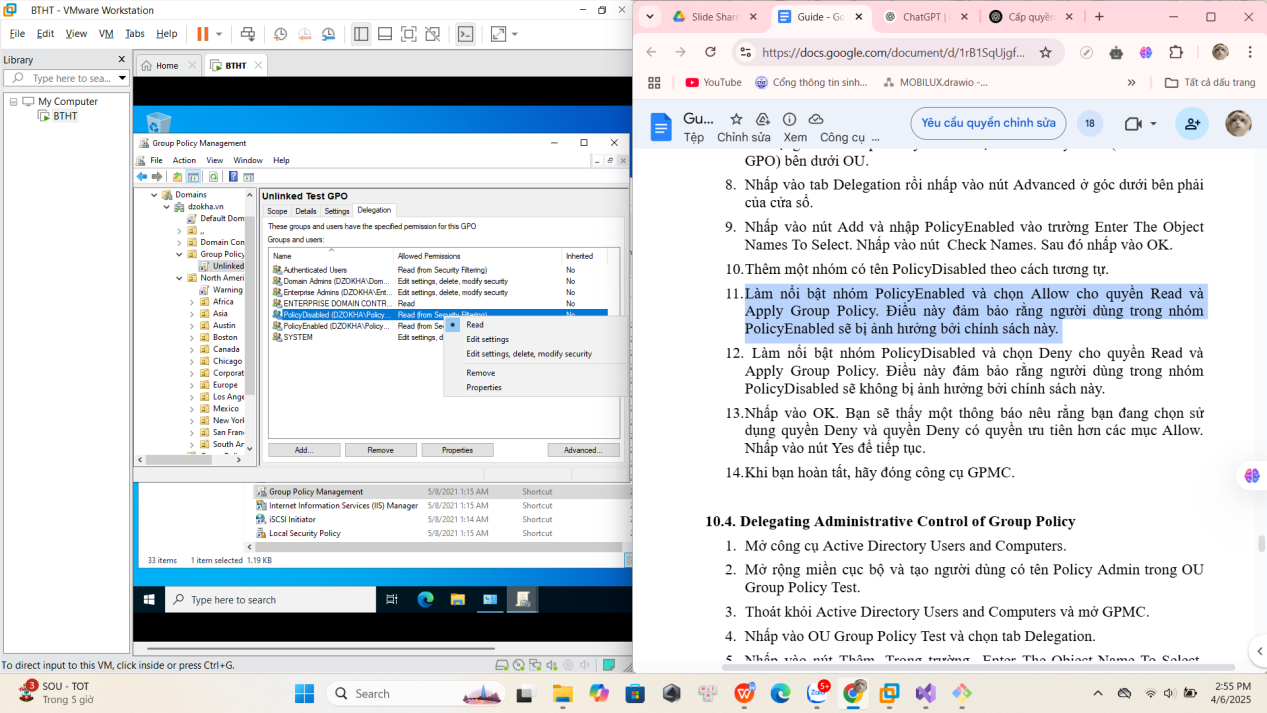 BTHT - VMware Workstation
File Edit View VM Tabs Help
Library
Type here to sea...
My Computer
BTHT
Home
BTHT
Group Policy Management
File Action View Window Help
Domains
dzokha.vn
Default Dom
,,
Domain Con
Group Policy
Unlinked
North Ameri
Warning
Africa
Asia
Austin
Boston
Canada
Chicago
Corporat
Europe
Los Ange
Mexico
New York
San Fran
South Ar
Unlinked Test GPO
Scope Details Settings Delegation
These groups and users have the specified permission for this GPO
Groups and users:
Name Allowed Permissions Inherited
Authenticated Users Read (from Security Filtering) No
Domain Admins (DZOKHA\Dom... Edit settings, delete, modify security No
Enterprise Admins (DZOKHA\Ent... Edit settings, delete, modify security No
ENTERPRISE DOMAIN CONTR... Read No
PolicyDisabled (DZOKHA\Policy... Read (from Security Filtering) No
PolicyEnabled (DZOKHA\Policy... Read (from Se
SYSTEM Edit settings, d
Read
Edit settings
Edit settings, delete, modify security
Remove
Properties
Add... Remove Properties Advanced...
Group Policy Management 5/8/2021 1:15 AM Shortcut
Internet Information Services (IIS) Manager 5/8/2021 1:15 AM Shortcut
iSCSI Initiator 5/8/2021 1:14 AM Shortcut
Local Security Policy 5/8/2021 1:15 AM Shortcut
33 items 1 item selected 1.19 KB
Type here to search
To direct input to this VM, click inside or press Ctrl+G.
Slide Shar
Guide - Go
ChatGPT |
Cấp quyền
https://docs.google.com/document/d/1rB1SqUjgf...
YouTube
Cổng thông tin sinh...
MOBILUX.drawio -...
Tất cả dấu trang
Gu...
Tệp Chỉnh sửa Xem Công cụ ...
Yêu cầu quyền chỉnh sửa
18
GPO) bên dưới OU.
8. Nhấp vào tab Delegation rồi nhấp vào nút Advanced ở góc dưới bên phải
của cửa sổ.
9. Nhấp vào nút Add và nhập PolicyEnabled vào trường Enter The Object
Names To Select. Nhấp vào nút Check Names. Sau đó nhấp vào OK.
10.Thêm một nhóm có tên PolicyDisabled theo cách tương tự.
11.Làm nổi bật nhóm PolicyEnabled và chọn Allow cho quyền Read và
Apply Group Policy. Điều này đảm bảo rằng người dùng trong nhóm
PolicyEnabled sẽ bị ảnh hưởng bởi chính sách này.
12. Làm nổi bật nhóm PolicyDisabled và chọn Deny cho quyền Read và
Apply Group Policy. Điều này đảm bảo rằng người dùng trong nhóm
PolicyDisabled sẽ không bị ảnh hưởng bởi chính sách này.
13.Nhấp vào OK. Bạn sẽ thấy một thông báo nêu rằng bạn đang chọn sử
dụng quyền Deny và quyền Deny có quyền ưu tiên hơn các mục Allow.
Nhấp vào nút Yes để tiếp tục.
14.Khi bạn hoàn tất, hãy đóng công cụ GPMC.
10.4. Delegating Administrative Control of Group Policy
1. Mở công cụ Active Directory Users and Computers.
2. Mở rộng miền cục bộ và tạo người dùng có tên Policy Admin trong OU
Group Policy Test.
3. Thoát khỏi Active Directory Users and Computers và mở GPMC.
4. Nhấp vào OU Group Policy Test và chọn tab Delegation.
5. Nhấp vào nút Thêm. Trong trường Enter The Object Name To Select,
3
SOU - TOT
Trong 5 giờ
Search
Zalo
5+
2:55 PM
4/6/2025